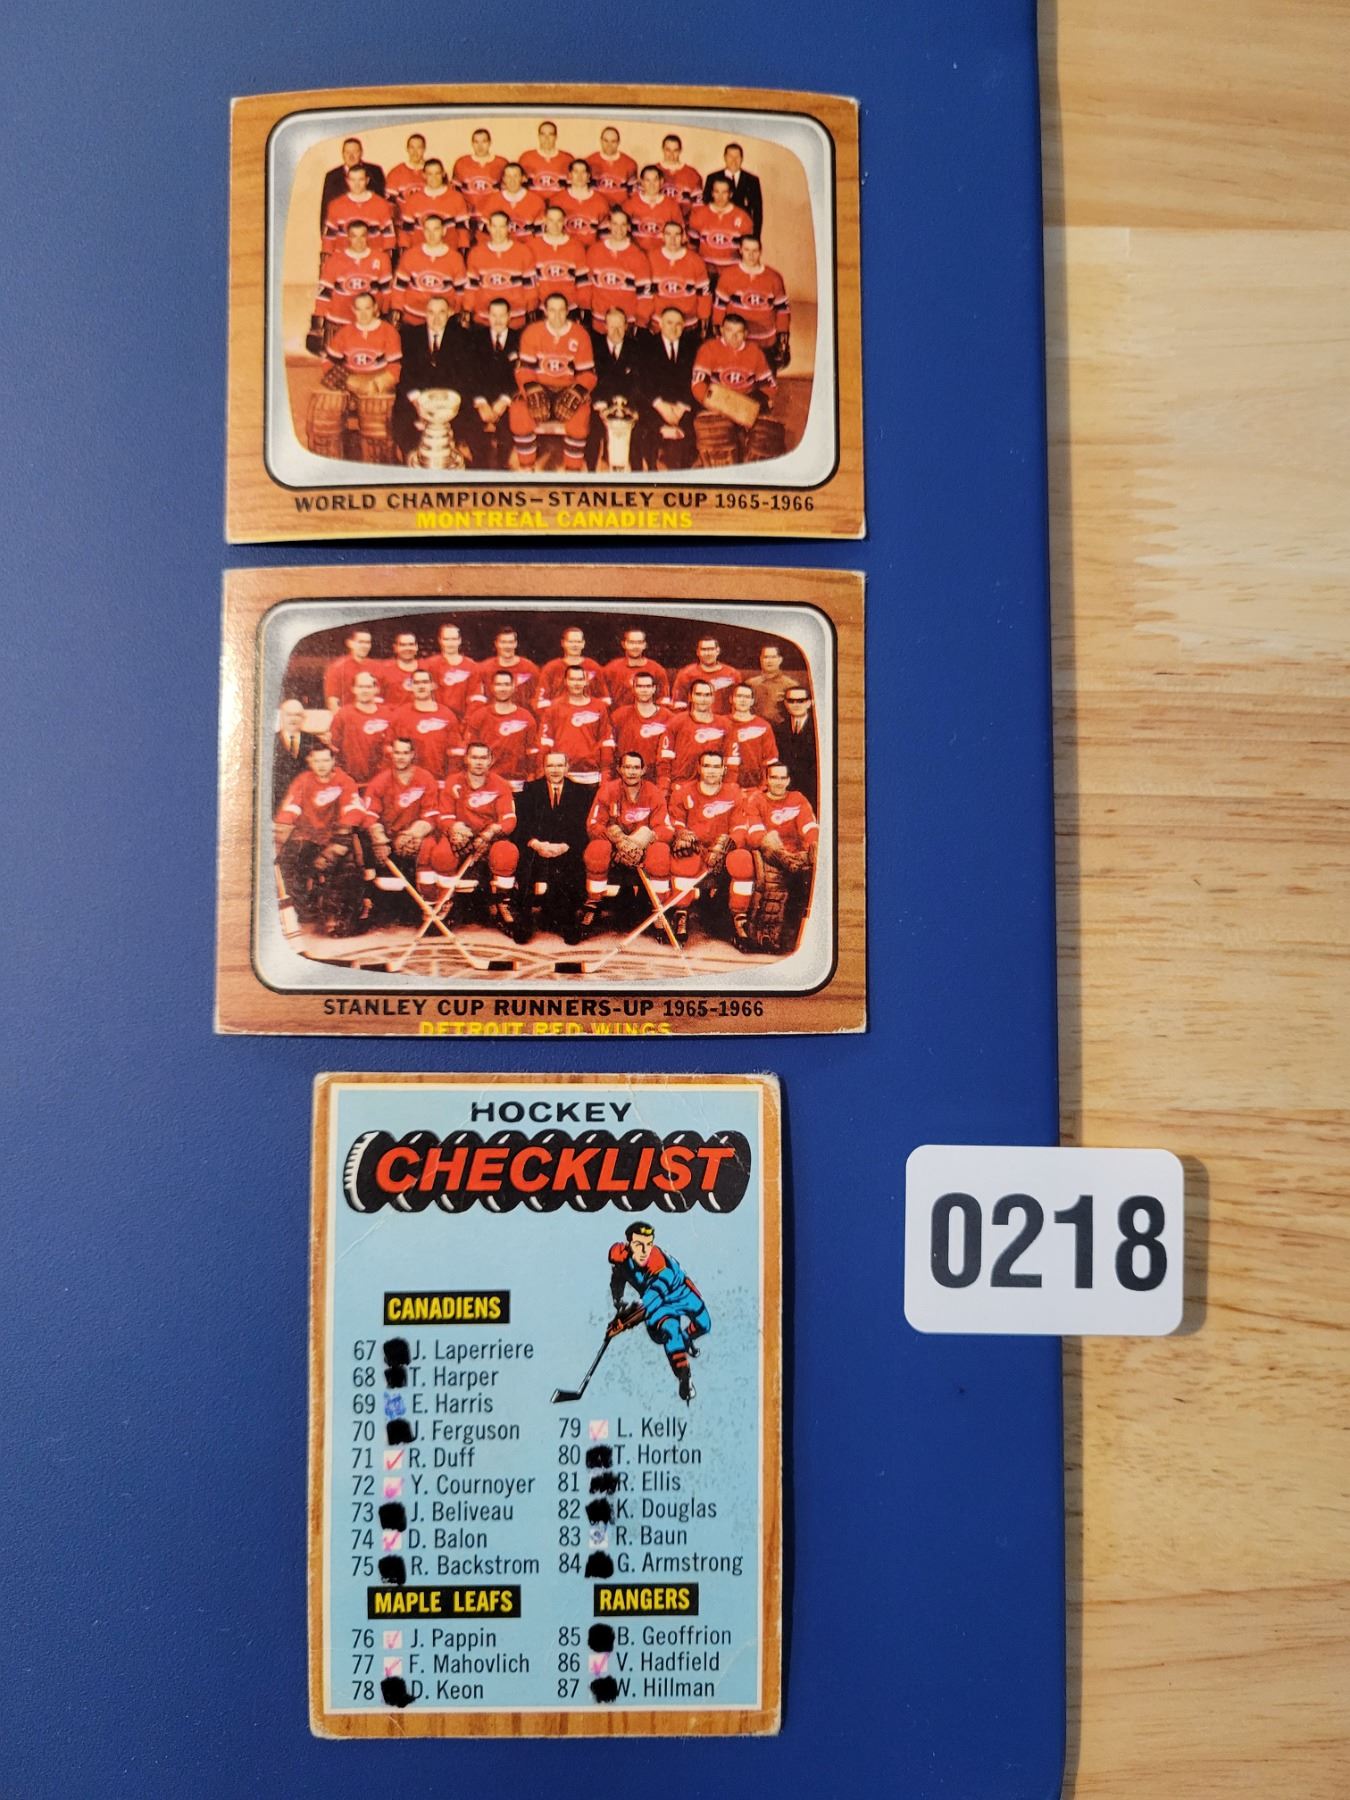 WORLD CHAMPIONS-STANLEY CUP 1965-1966
MONTREAL CANADIENS
STANLEY CUP RUNNERS-UP 1965-1966
DETROIT RED WINGS
HOCKEY
CHECKLIST
CANADIENS
67 J. Laperriere
68 T. Harper
69 E. Harris
70 J. Ferguson
71 R. Duff
72 Y. Cournoyer
73 J. Beliveau
74 D. Balon
75 R. Backstrom
MAPLE LEAFS
76 J. Pappin
77 F. Mahovlich
78 D. Keon
79 L. Kelly
80 T. Horton
81 R. Ellis
82 K. Douglas
83 R. Baun
84 G. Armstrong
RANGERS
85 B. Geoffrion
86 V. Hadfield
87 W. Hillman
0218